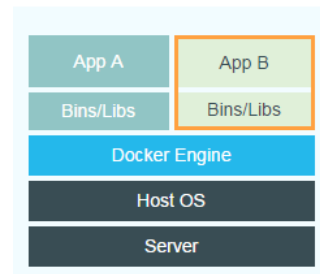 App A
App B
Bins/Libs
Bins/Libs
Docker Engine
Host OS
Server